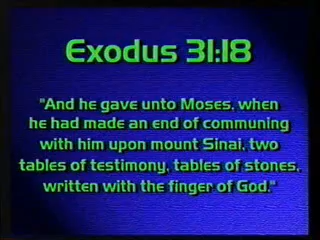 Exodus 31:18
"And he gave unto Moses, when
he had made an end of communing
with him upon mount Sinai, two
tables of testimony, tables of stones,
written with the finger of God."